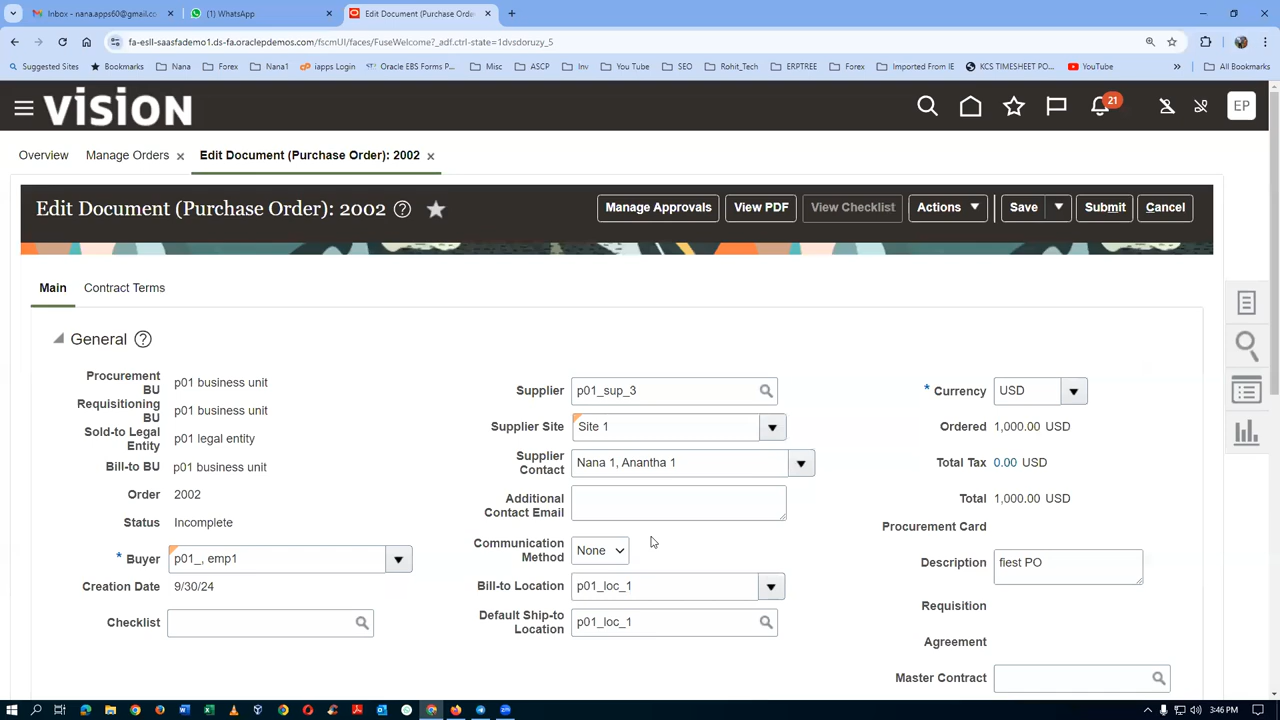 Inbox - nana.apps60@gmail.co
(1) WhatsApp
Edit Document (Purchase Orde
fa-esll-saasfademo1.ds-fa.oraclepdemos.com/fscmUI/faces/FuseWelcome?_adf.ctrl-state=1dvsdoruzy_5
Suggested Sites
Bookmarks
Nana
Forex
Nana1
iapps Login
Oracle EBS Forms P...
Misc
ASCP
Inv
You Tube
SEO
Rohit_Tech
ERPTREE
Forex
Imported From IE
KCS TIMESHEET PO...
YouTube
»
All Bookmarks
VISION
21
EP
Overview
Manage Orders
Edit Document (Purchase Order): 2002
Edit Document (Purchase Order): 2002
Manage Approvals
View PDF
View Checklist
Actions
Save
Submit
Cancel
Main
Contract Terms
General
Procurement BU p01 business unit
Requisitioning BU p01 business unit
Sold-to Legal Entity p01 legal entity
Bill-to BU p01 business unit
Order 2002
Status Incomplete
* Buyer p01_, emp1
Creation Date 9/30/24
Checklist
Supplier p01_sup_3
Supplier Site Site 1
Supplier Contact Nana 1, Anantha 1
Additional Contact Email
Communication Method None
Bill-to Location p01_loc_1
Default Ship-to Location p01_loc_1
* Currency USD
Ordered 1,000.00 USD
Total Tax 0.00 USD
Total 1,000.00 USD
Procurement Card
Description fiest PO
Requisition
Agreement
Master Contract
3:46 PM